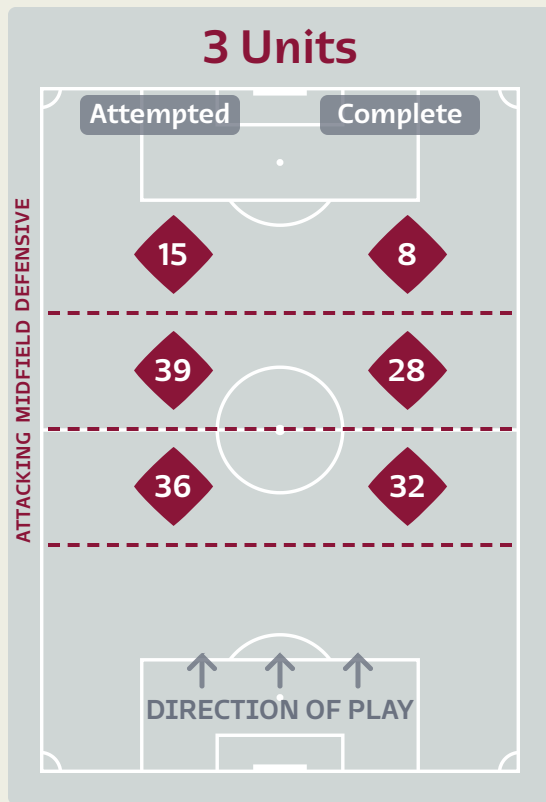 3 Units
Attempted Complete
ATTACKING MIDFIELD DEFENSIVE
15 8
39 28
36 32
DIRECTION OF PLAY